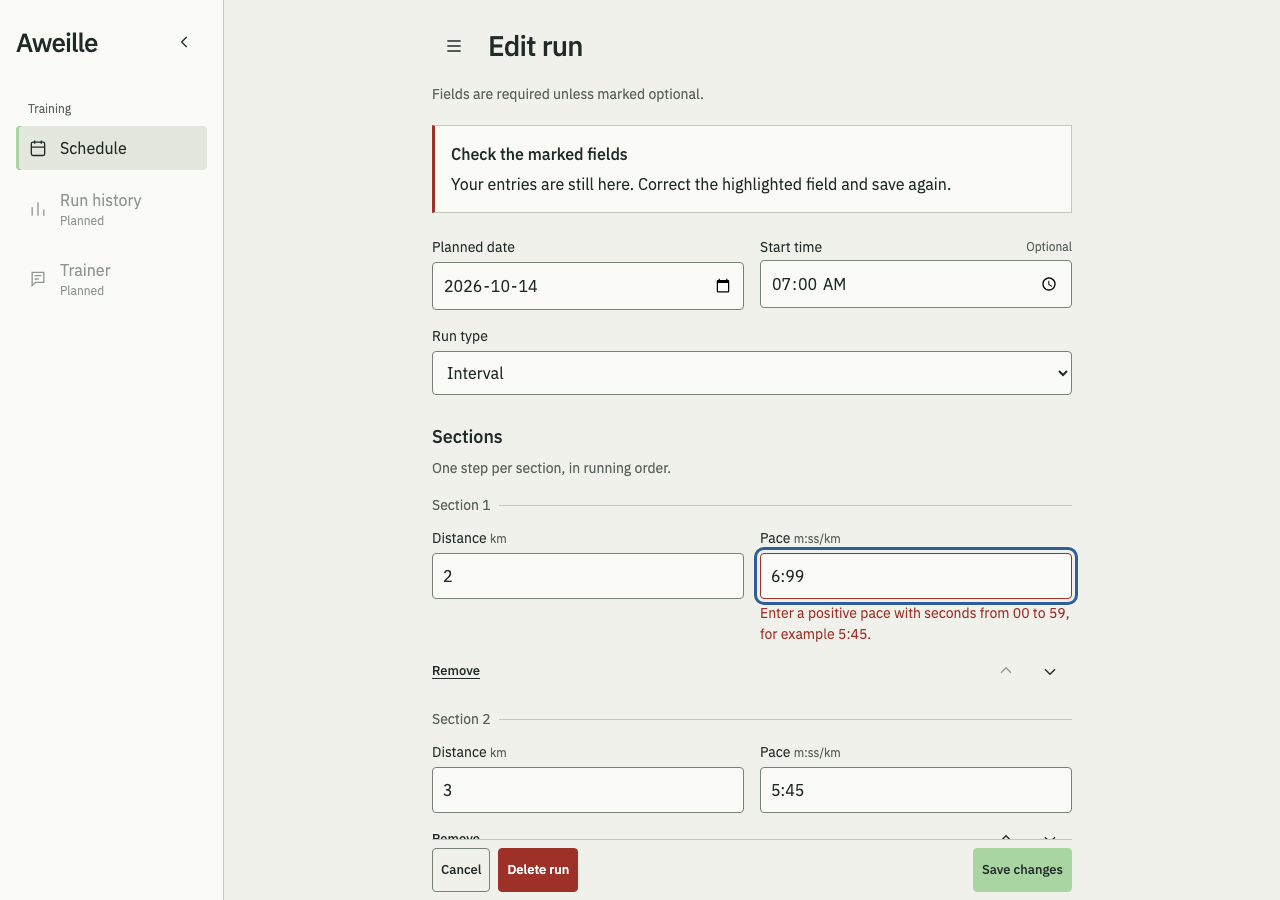 Aweille
Training
Schedule
Run history
Planned
Trainer
Planned
Edit run
Fields are required unless marked optional.
Check the marked fields
Your entries are still here. Correct the highlighted field and save again.
Planned date
Start time
Optional
2026-10-14
07:00 AM
Run type
Interval
Sections
One step per section, in running order.
Section 1
Distance km
Pace m:ss/km
2
6:99
Enter a positive pace with seconds from 00 to 59,
for example 5:45.
Remove
Section 2
Distance km
Pace m:ss/km
3
5:45
Remove
Cancel
Delete run
Save changes